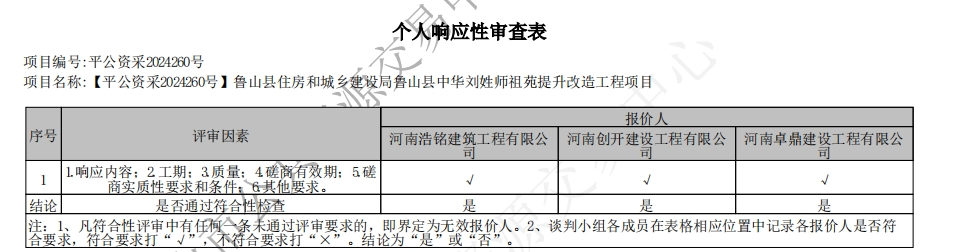 个人响应性审查表
项目编号:平公资采2024260号
项目名称:【平公资采2024260号】鲁山县住房和城乡建设局鲁山县中华刘姓师祖苑提升改造工程项目
序号 评审因素 报价人
河南浩铭建筑工程有限公司 河南创开建设工程有限公司 河南卓鼎建设工程有限公司
1 1.响应内容；2.工期；3.质量；4.磋商有效期；5.磋
商实质性要求和条件；6.其他要求。 √ √ √
结论 是否通过符合性检查 是 是 是
注：1、凡符合性评审中有任何一条未通过评审要求的，即界定为无效报价人。2、谈判小组各成员在表格相应位置中记录各报价人是否符
合要求，符合要求打“√”，不符合要求打“×”。结论为“是”或“否”。